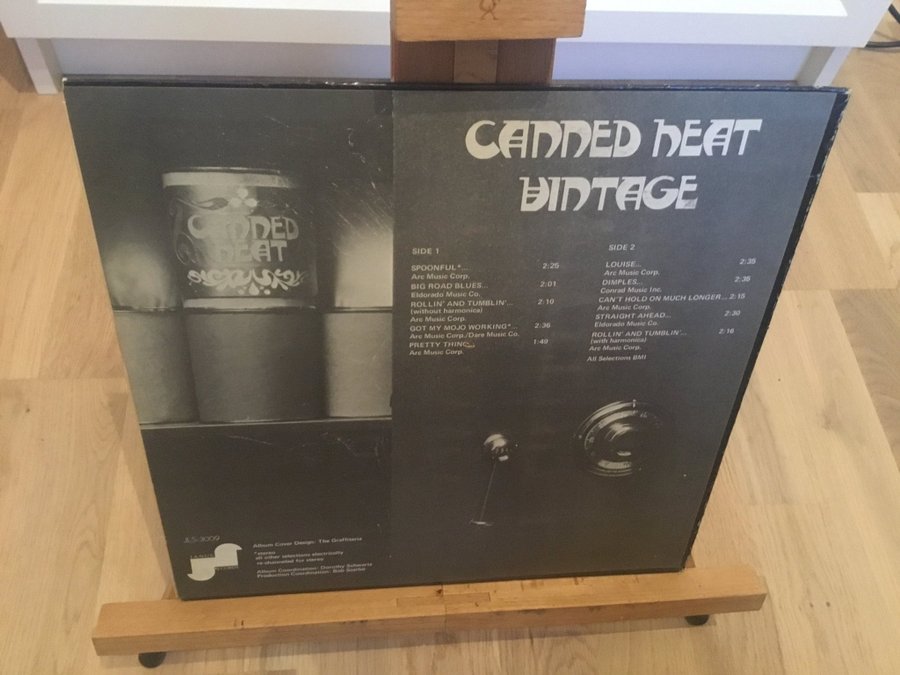 CANNED HEAT
VINTAGE
CANNED
HEAT
SIDE 1
SPOONFUL*... 2:25
Arc Music Corp.
BIG ROAD BLUES... 2:01
Eldorado Music Co.
ROLLIN' AND TUMBLIN'... 2:10
(without harmonica)
Arc Music Corp.
GOT MY MOJO WORKING*... 2:36
Arc Music Corp./Dare Music Co.
PRETTY THING... 1:49
Arc Music Corp.
SIDE 2
LOUISE... 2:35
Arc Music Corp.
DIMPLES... 2:35
Conrad Music Inc.
CAN'T HOLD ON MUCH LONGER... 2:15
Arc Music Corp.
STRAIGHT AHEAD... 2:30
Eldorado Music Co.
ROLLIN' AND TUMBLIN'... 2:16
(with harmonica)
Arc Music Corp.
All Selections BMI
JLS-3009
JANUS
RECORDS
Album Cover Design: The Graffiteria
*stereo
all other selections electrically
re-channeled for stereo
Album Coordination: Dorothy Schwartz
Production Coordination: Bob Scerbo